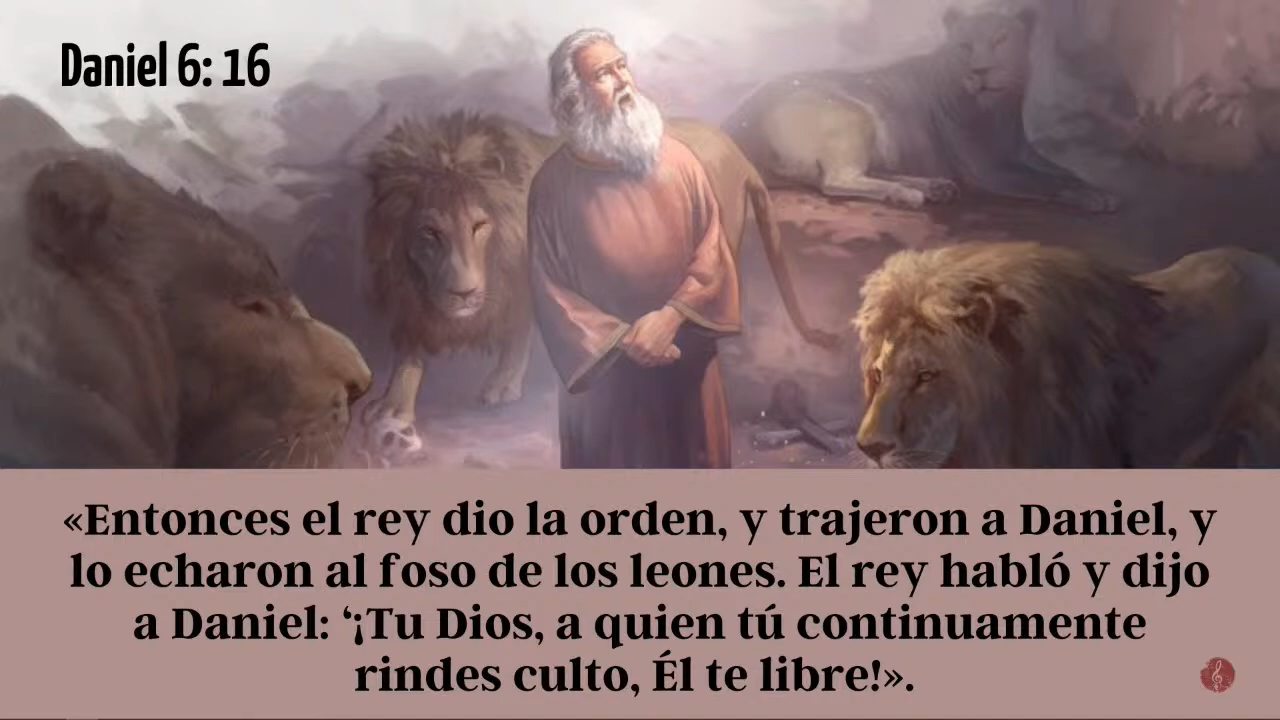 Daniel 6: 16
«Entonces el rey dio la orden, y trajeron a Daniel, y
lo echaron al foso de los leones. El rey habló y dijo
a Daniel: ‘¡Tu Dios, a quien tú continuamente
rindes culto, Él te libre!».